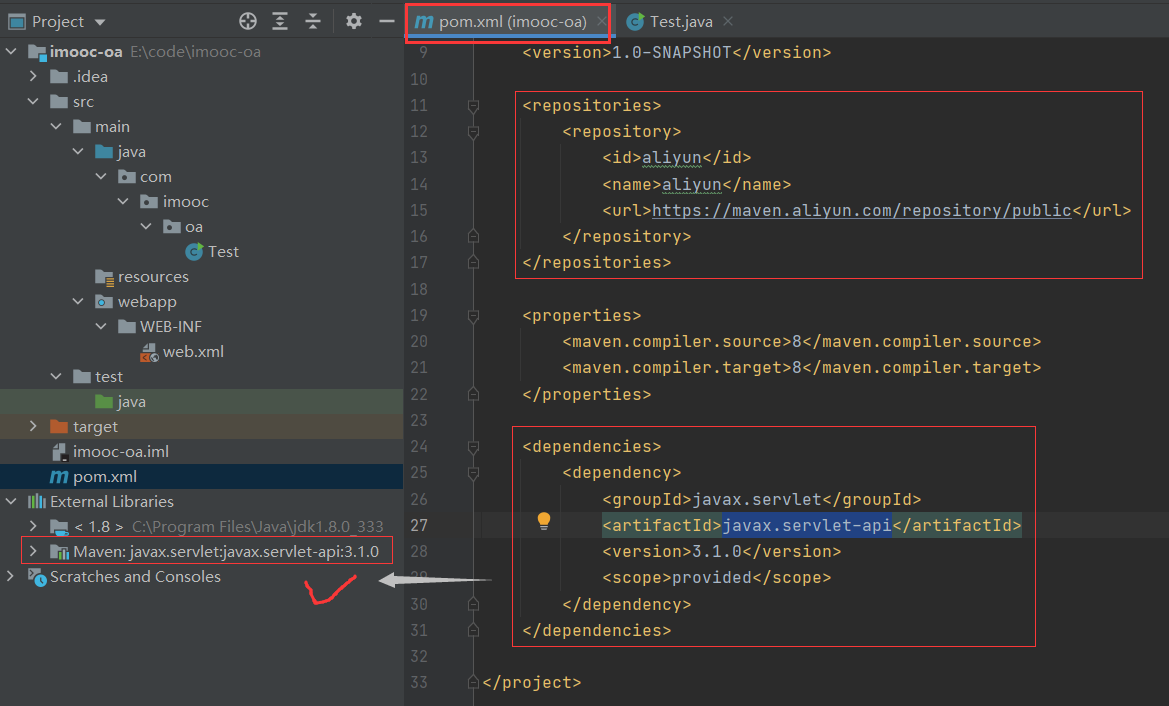 Project
imooc-oa E:\code\imooc-oa
.idea
src
main
java
com
imooc
oa
Test
resources
webapp
WEB-INF
web.xml
test
java
target
imooc-oa.iml
pom.xml
External Libraries
< 1.8 > C:\Program Files\Java\jdk1.8.0_333
Maven: javax.servlet:javax.servlet-api:3.1.0
Scratches and Consoles
pom.xml (imooc-oa) Test.java
9 <version>1.0-SNAPSHOT</version>
10
11 <repositories>
12 <repository>
13 <id>aliyun</id>
14 <name>aliyun</name>
15 <url>https://maven.aliyun.com/repository/public</url>
16 </repository>
17 </repositories>
18
19 <properties>
20 <maven.compiler.source>8</maven.compiler.source>
21 <maven.compiler.target>8</maven.compiler.target>
22 </properties>
23
24 <dependencies>
25 <dependency>
26 <groupId>javax.servlet</groupId>
27 <artifactId>javax.servlet-api</artifactId>
28 <version>3.1.0</version>
29 <scope>provided</scope>
30 </dependency>
31 </dependencies>
32
33 </project>